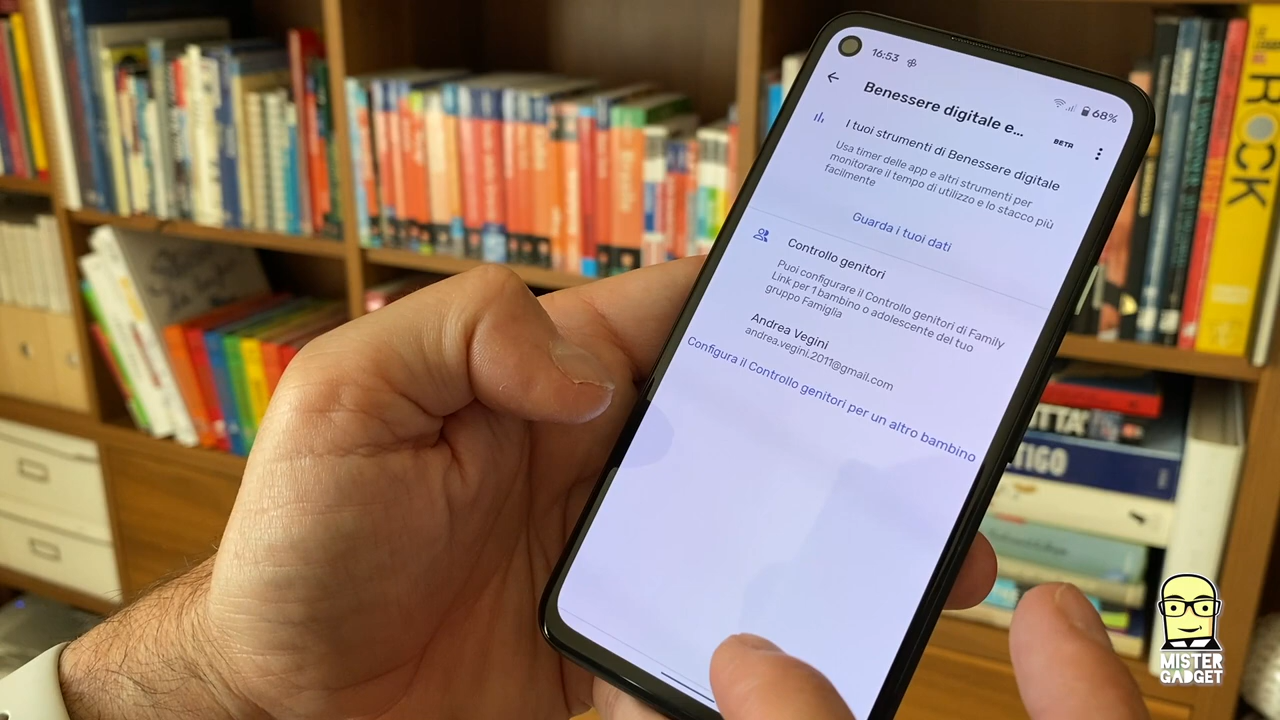 16:53
68%
Benessere digitale e...
BETA
I tuoi strumenti di Benessere digitale
Usa timer delle app e altri strumenti per
monitorare il tempo di utilizzo e lo stacco più
facilmente
Guarda i tuoi dati
Controllo genitori
Puoi configurare il Controllo genitori di Family
Link per 1 bambino o adolescente del tuo
gruppo Famiglia
Andrea Vegini
andrea.vegini.2011@gmail.com
Configura il Controllo genitori per un altro bambino
ROCK
MISTER
GADGET